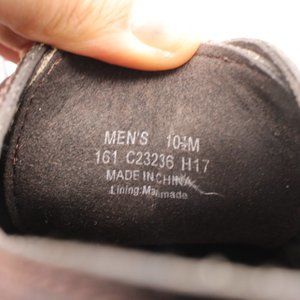 MEN'S 10½M
161 C23236 H17
MADE IN CHINA
Lining:Manmade